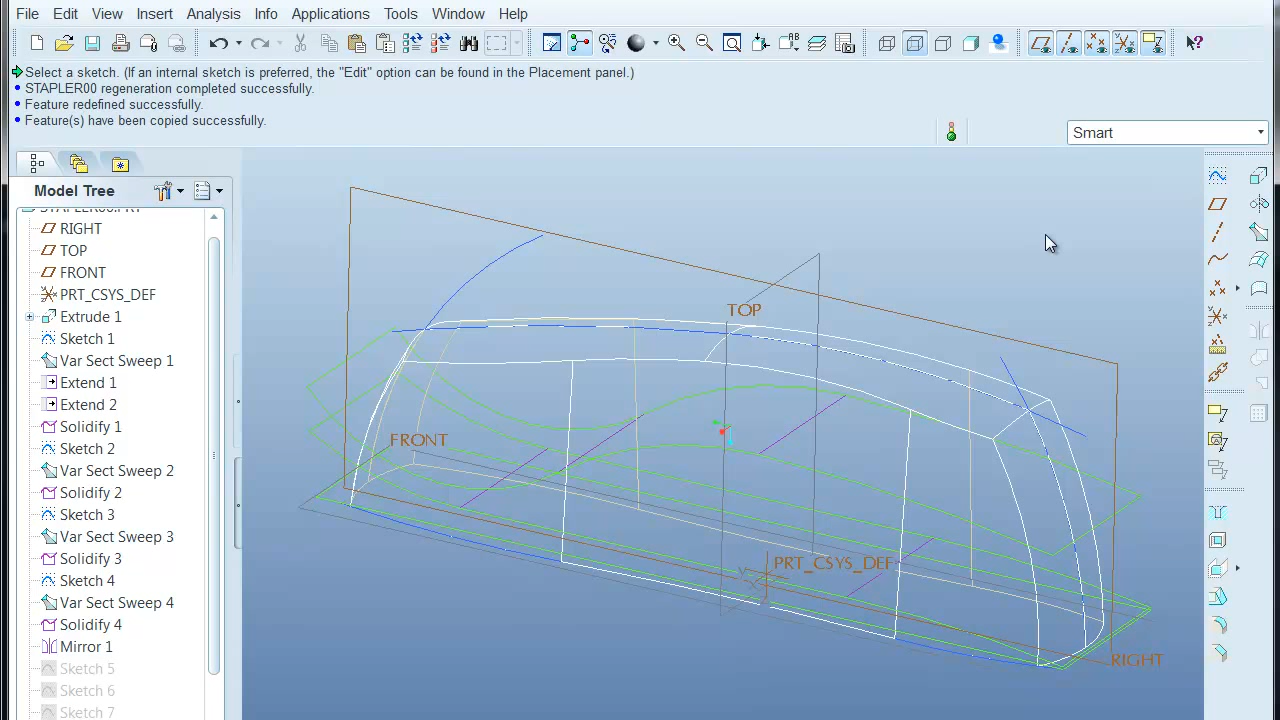 File Edit View Insert Analysis Info Applications Tools Window Help
Select a sketch. (If an internal sketch is preferred, the "Edit" option can be found in the Placement panel.)
STAPLER00 regeneration completed successfully.
Feature redefined successfully.
Feature(s) have been copied successfully.
Smart
Model Tree
STAPLER00.PRT
RIGHT
TOP
FRONT
PRT_CSYS_DEF
Extrude 1
Sketch 1
Var Sect Sweep 1
Extend 1
Extend 2
Solidify 1
Sketch 2
Var Sect Sweep 2
Solidify 2
Sketch 3
Var Sect Sweep 3
Solidify 3
Sketch 4
Var Sect Sweep 4
Solidify 4
Mirror 1
Sketch 5
Sketch 6
Sketch 7
TOP
FRONT
PRT_CSYS_DEF
RIGHT